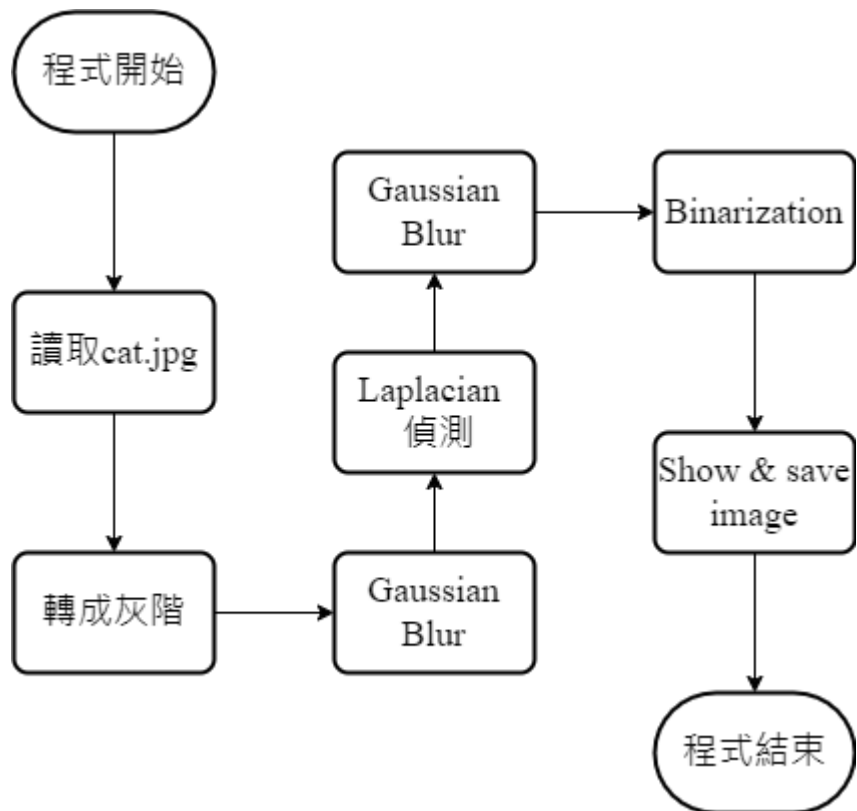 程式開始
讀取cat.jpg
轉成灰階
Gaussian
Blur
Laplacian
偵測
Gaussian
Blur
Binarization
Show & save
image
程式結束